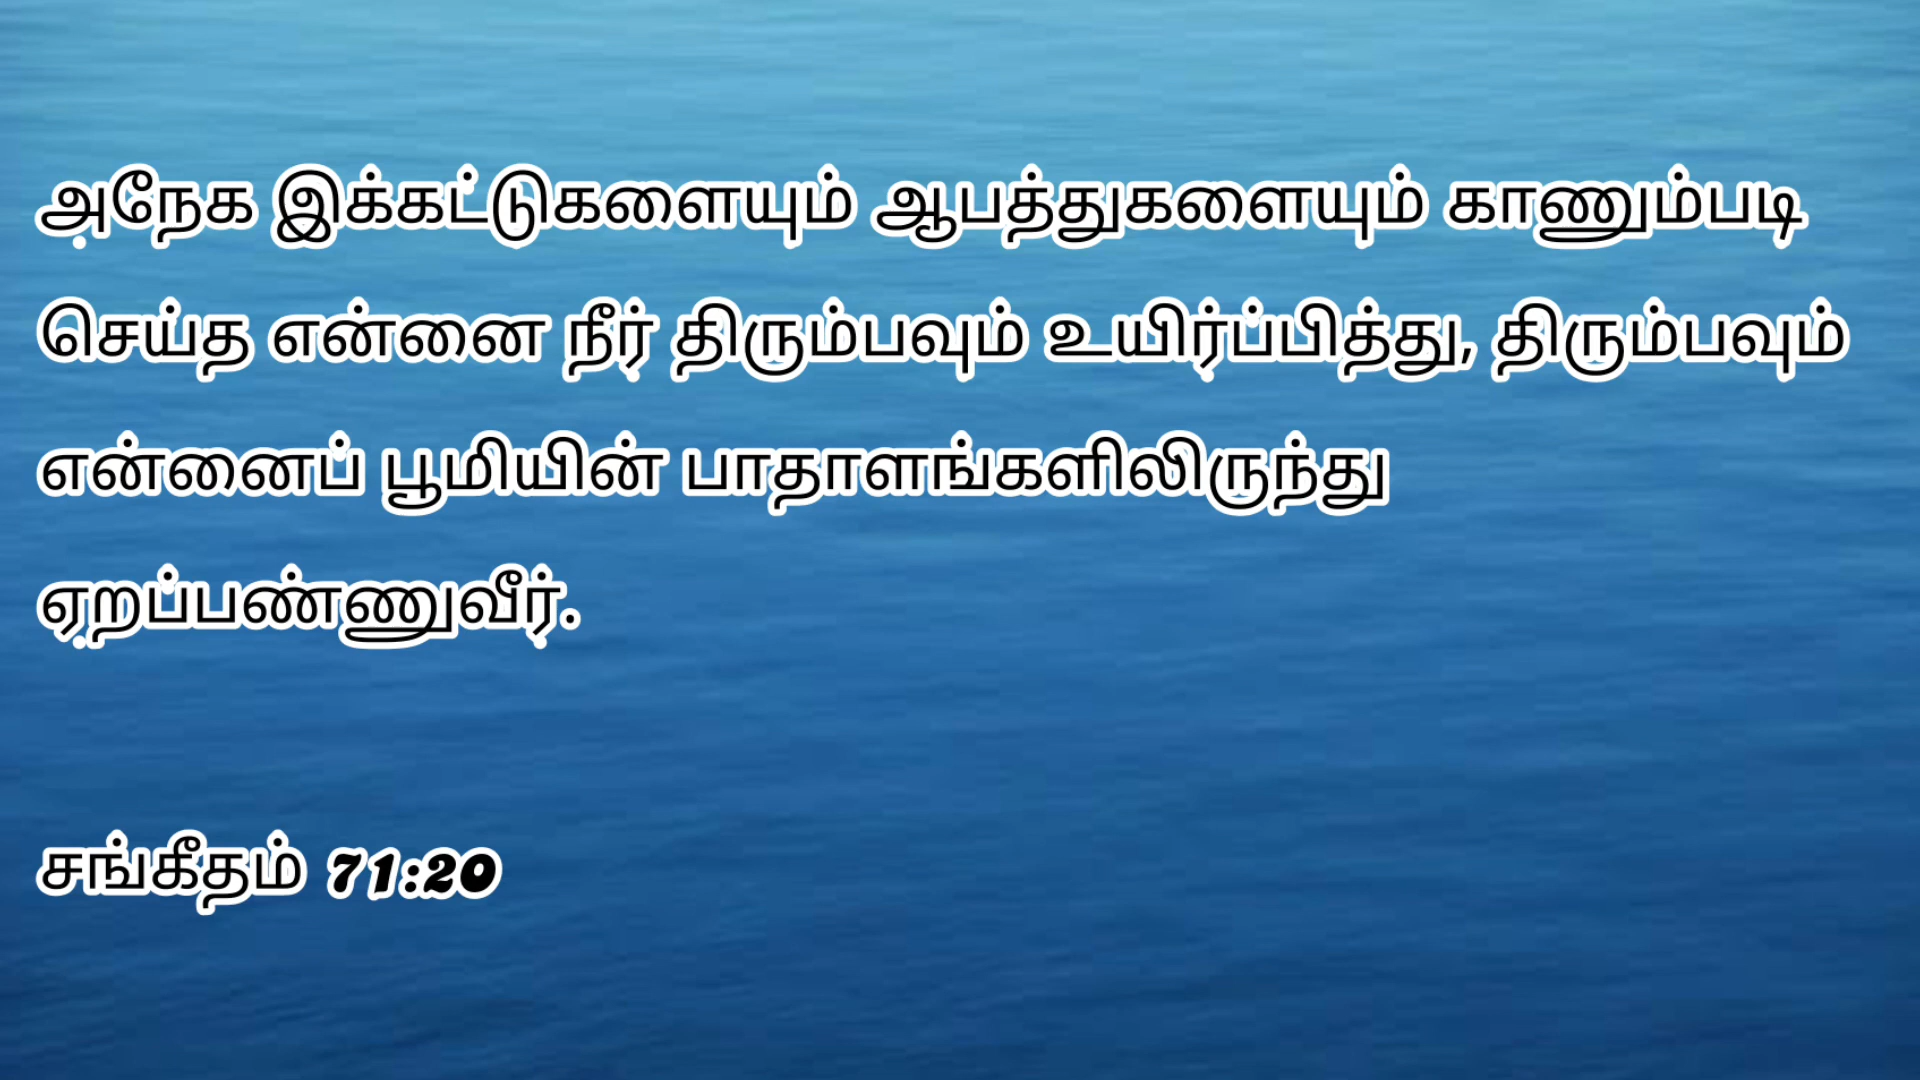 அநேக இக்கட்டுகளையும் ஆபத்துகளையும் காணும்படி
செய்த என்னை நீர் திரும்பவும் உயிர்ப்பித்து, திரும்பவும்
என்னைப் பூமியின் பாதாளங்களிலிருந்து
ஏறப்பண்ணுவீர்.
சங்கீதம் 71:20